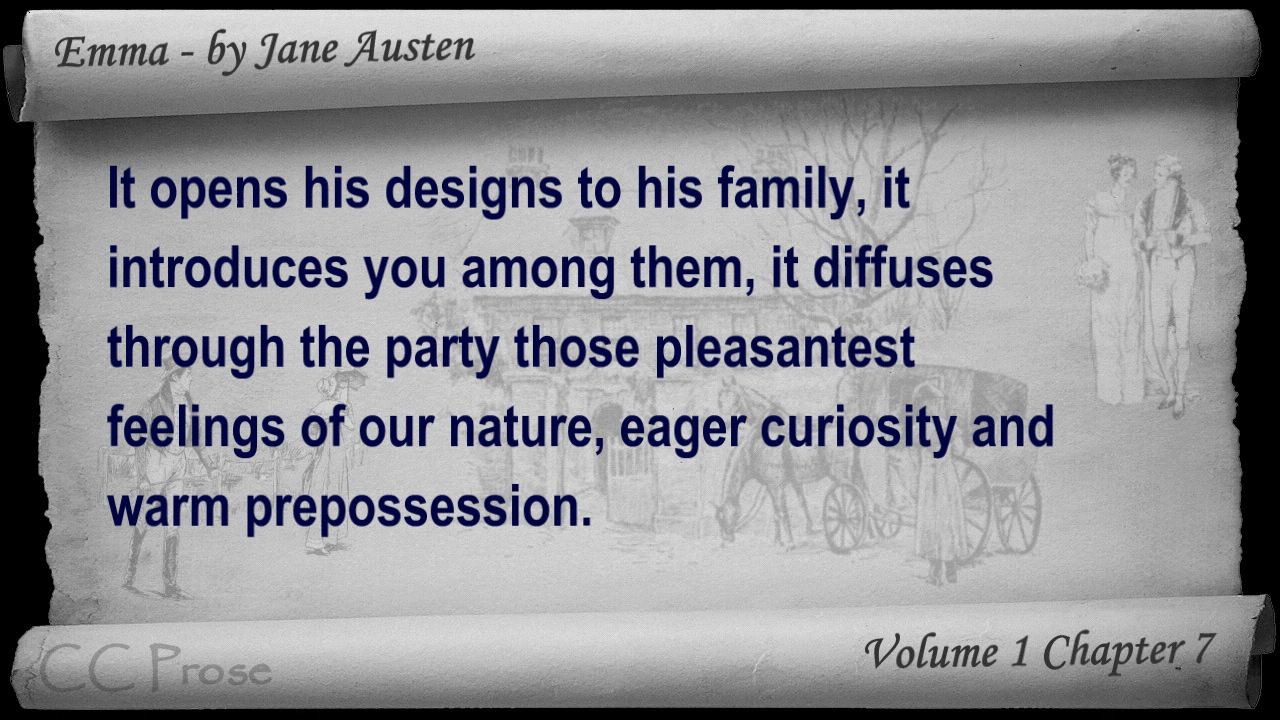 Emma - by Jane Austen
It opens his designs to his family, it
introduces you among them, it diffuses
through the party those pleasantest
feelings of our nature, eager curiosity and
warm prepossession.
CC Prose
Volume 1 Chapter 7